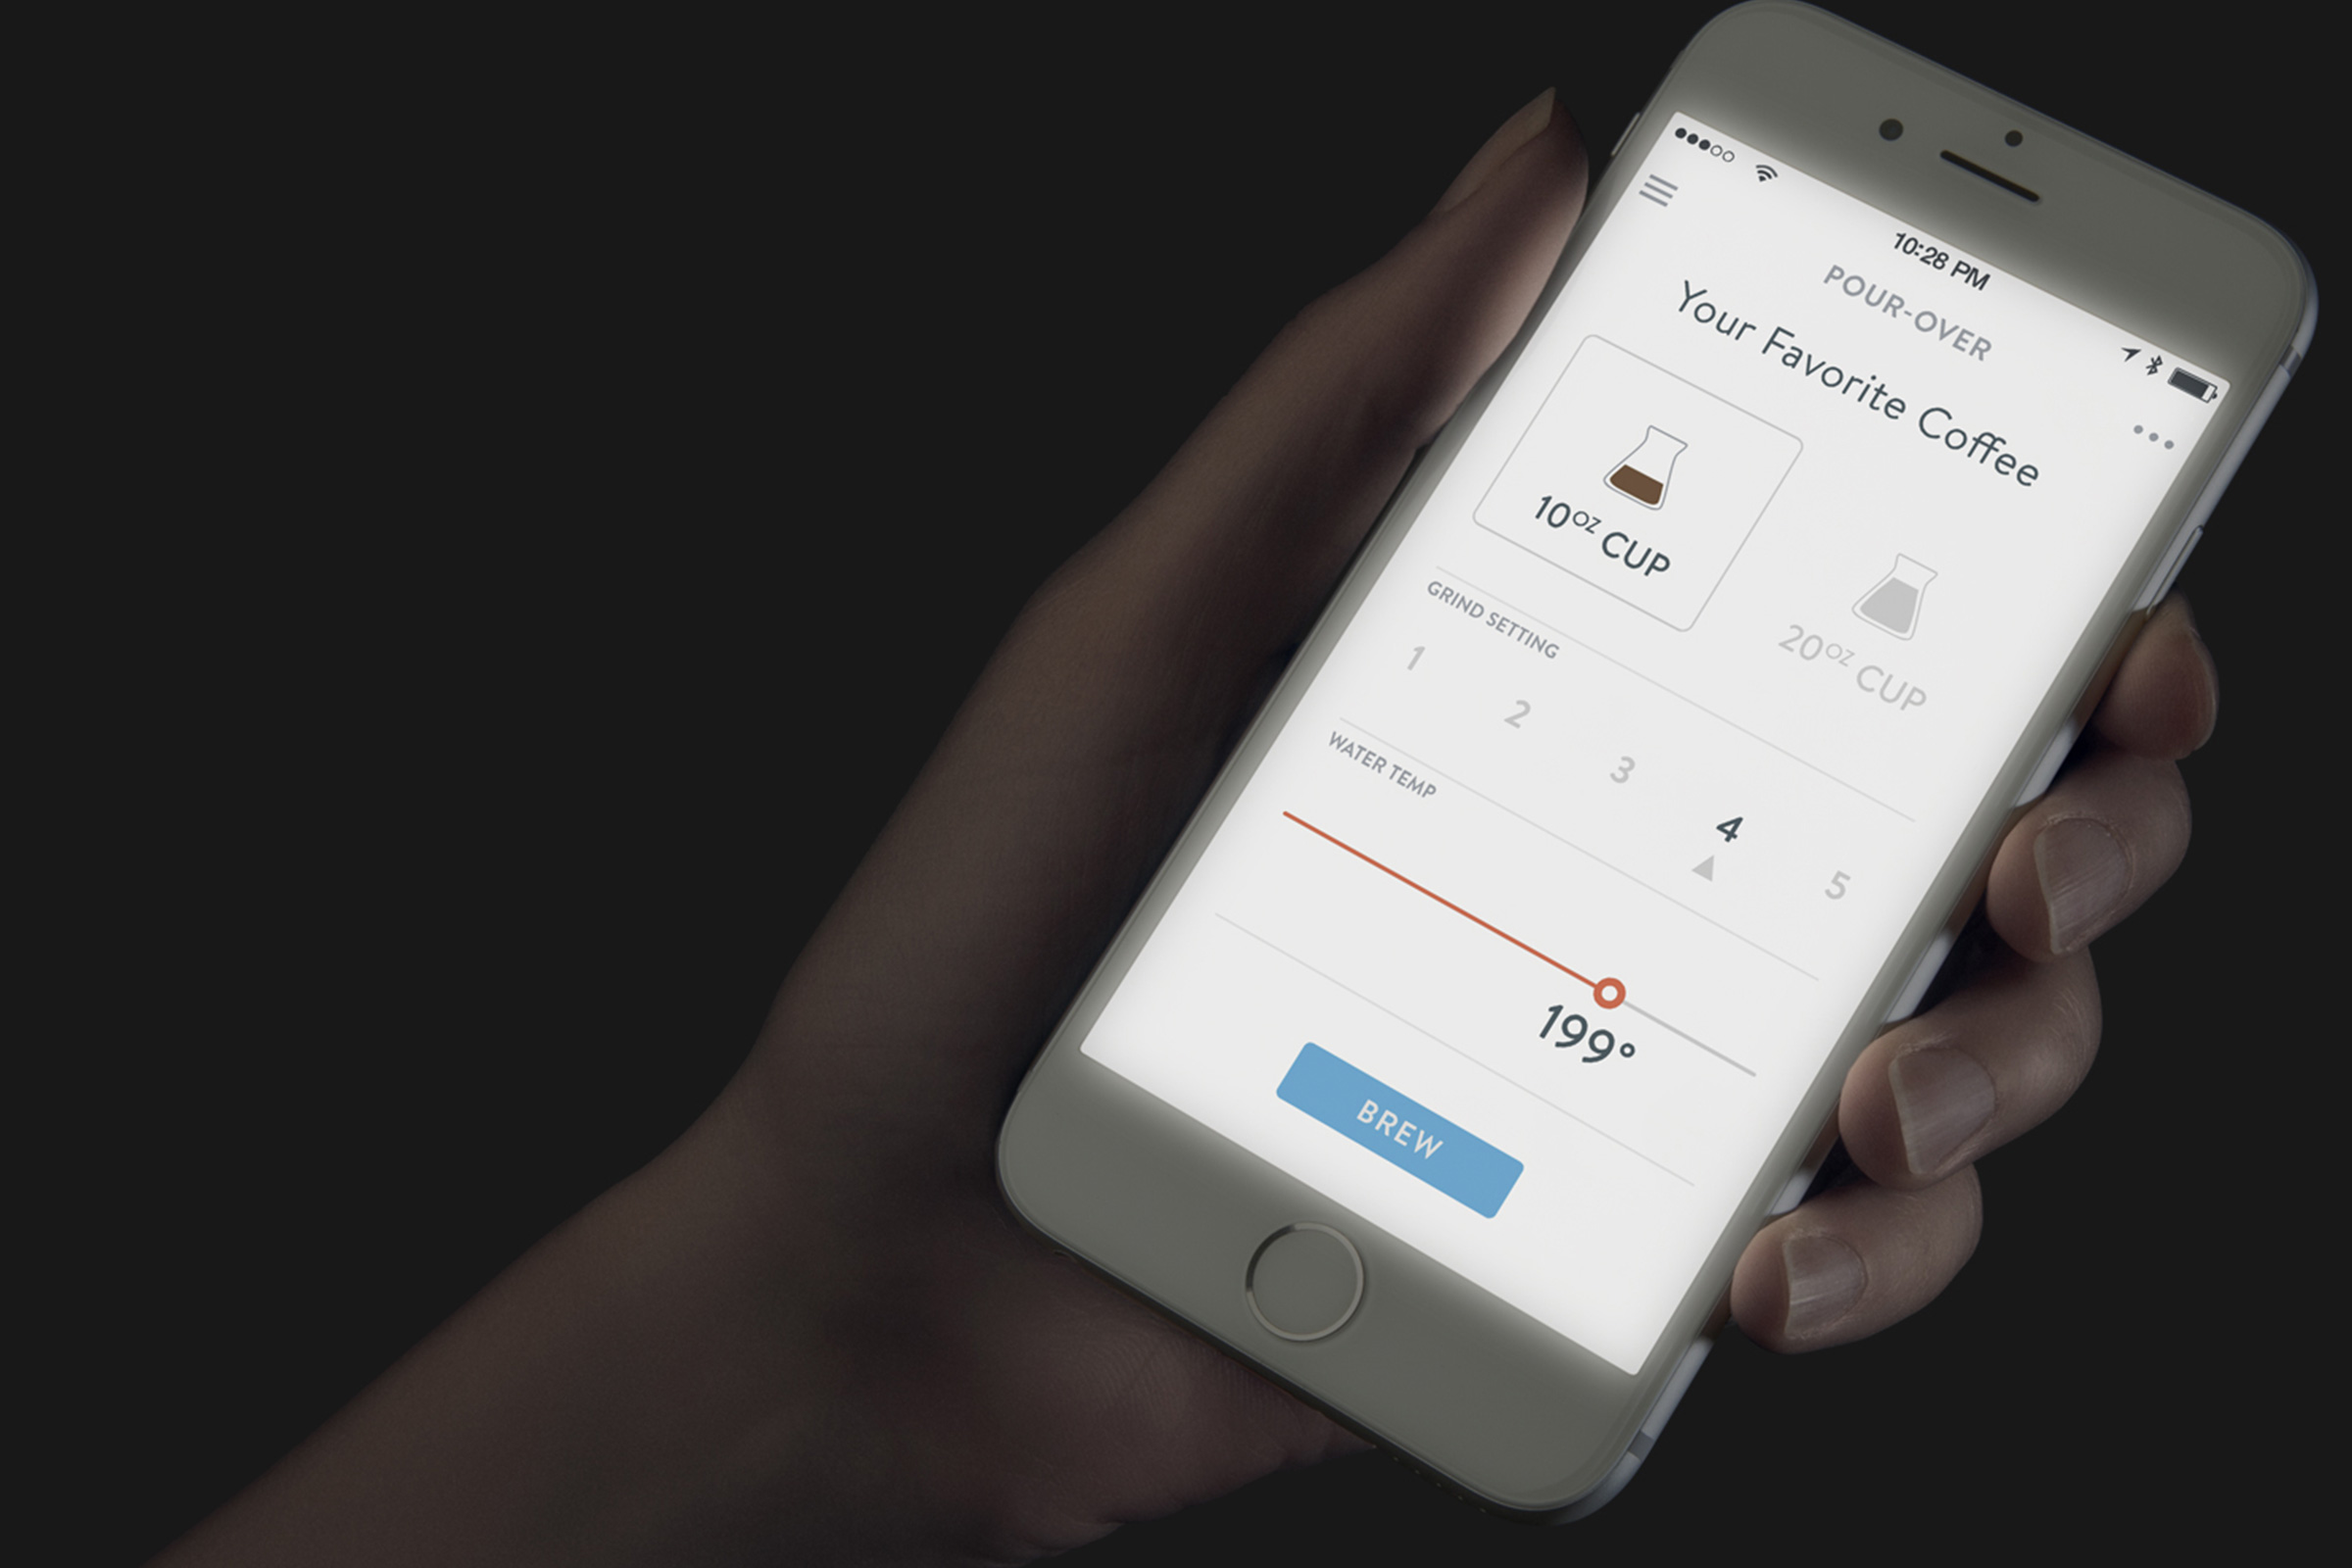 10:28 PM
POUR-OVER
Your Favorite Coffee
10OZ CUP
20OZ CUP
GRIND SETTING
1 2 3 4 5
WATER TEMP
199°
BREW